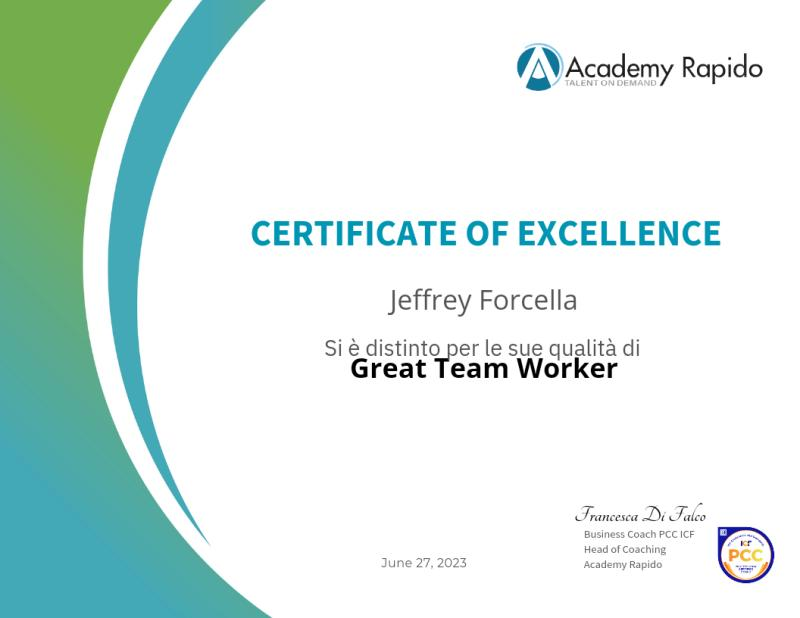 Academy Rapido
TALENT ON DEMAND
CERTIFICATE OF EXCELLENCE
Jeffrey Forcella
Si è distinto per le sue qualità di
Great Team Worker
Francesca Di Falco
Business Coach PCC ICF
Head of Coaching
Academy Rapido
June 27, 2023
ICF
PCC